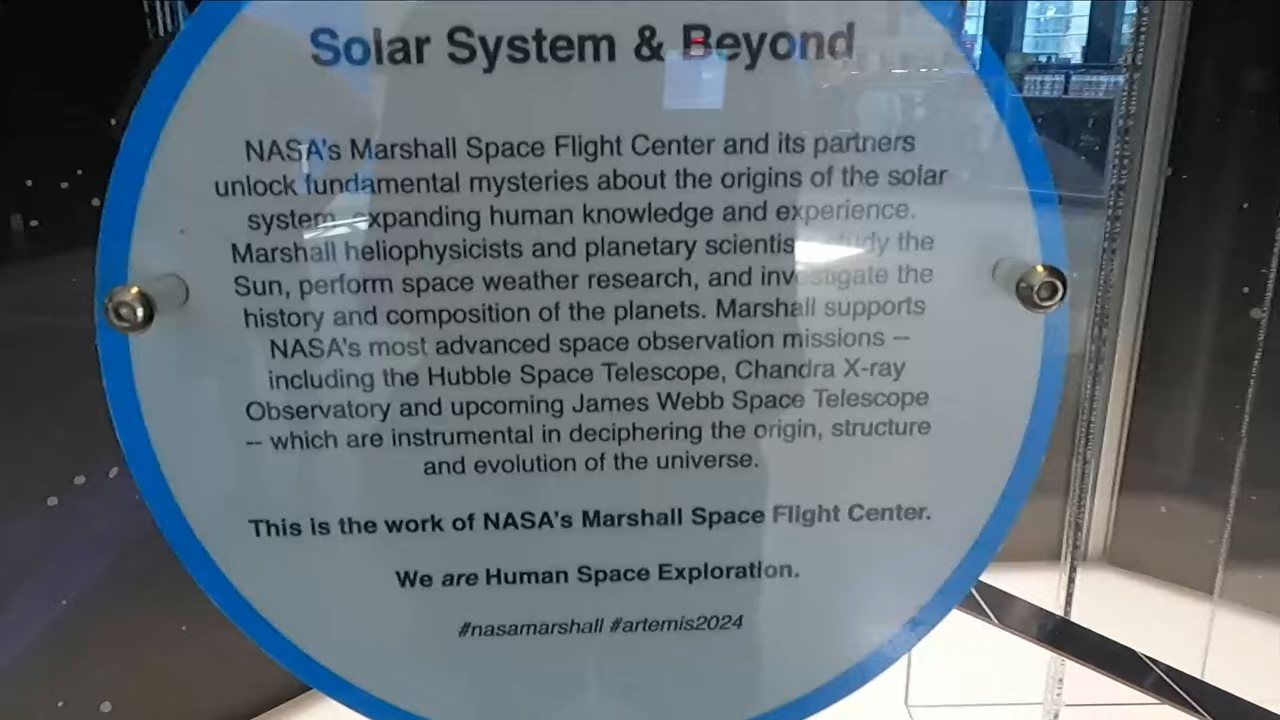 Solar System & Beyond
NASA's Marshall Space Flight Center and its partners
unlock fundamental mysteries about the origins of the solar
system, expanding human knowledge and experience.
Marshall heliophysicists and planetary scientists study the
Sun, perform space weather research, and investigate the
history and composition of the planets. Marshall supports
NASA's most advanced space observation missions –
including the Hubble Space Telescope, Chandra X-ray
Observatory and upcoming James Webb Space Telescope
-- which are instrumental in deciphering the origin, structure
and evolution of the universe.
This is the work of NASA's Marshall Space Flight Center.
We are Human Space Exploration.
#nasamarshall #artemis2024